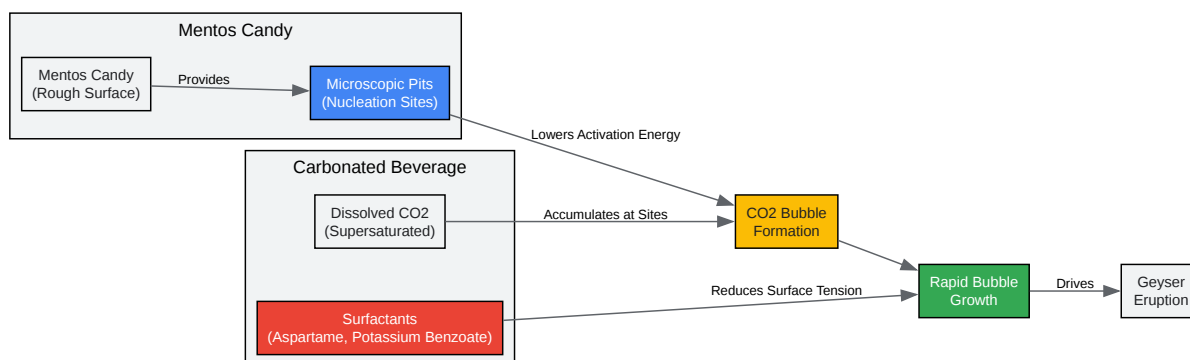 Mentos Candy
Mentos Candy
(Rough Surface)
Provides
Microscopic Pits
(Nucleation Sites)
Lowers Activation Energy
Carbonated Beverage
Dissolved CO2
(Supersaturated)
Accumulates at Sites
CO2 Bubble
Formation
Surfactants
(Aspartame, Potassium Benzoate)
Reduces Surface Tension
Rapid Bubble
Growth
Drives
Geyser
Eruption